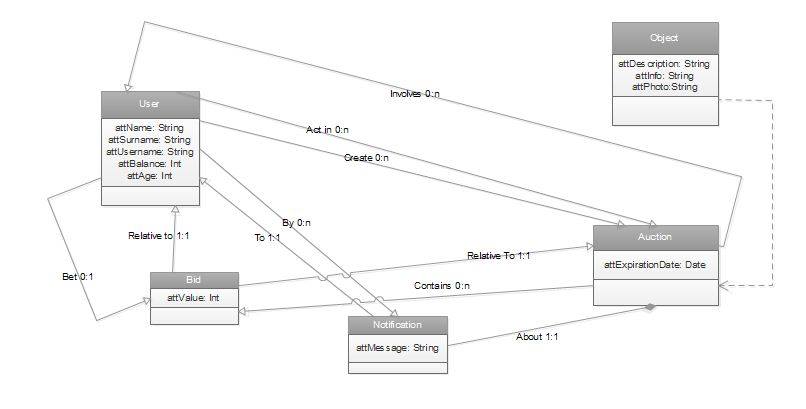 Object
attDescription: String
attInfo: String
attPhoto:String
Involves 0:n
User
attName: String
attSurname: String
attUsername: String
attBalance: Int
attAge: Int
Act in 0:n
Create 0:n
By 0:n
To 1:1
Relative to 1:1
Bet 0:1
Auction
attExpirationDate: Date
Relative To 1:1
Contains 0:n
Bid
attValue: Int
Notification
attMessage: String
About 1:1